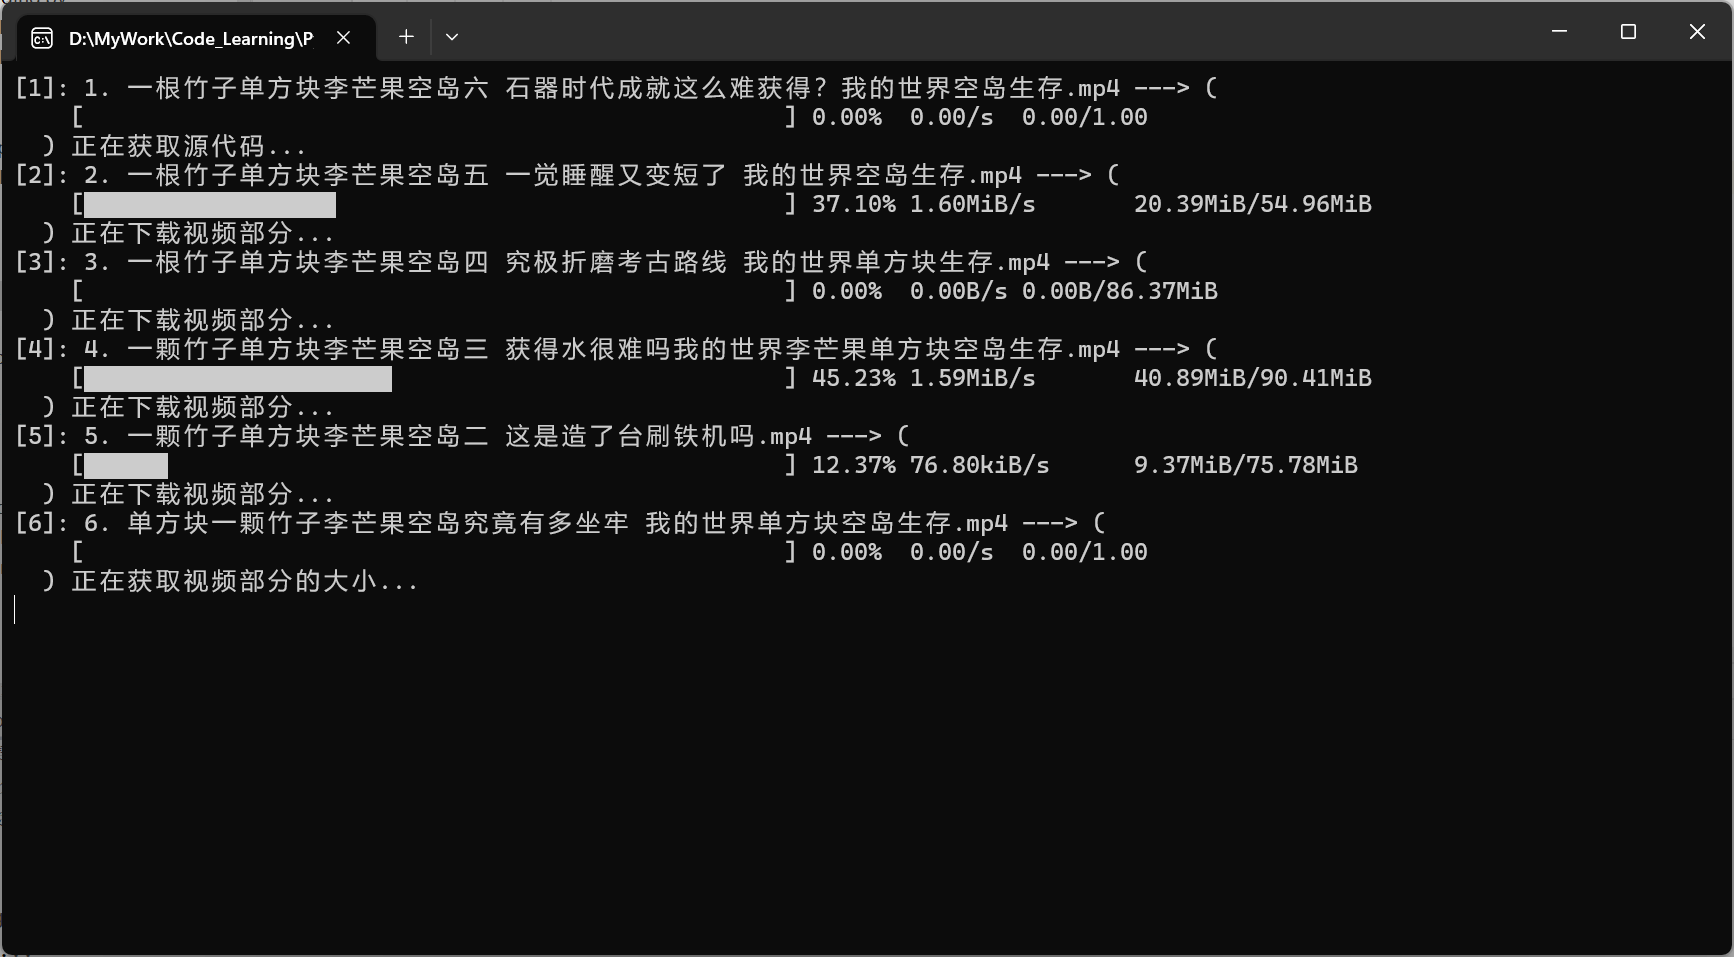 D:\MyWork\Code_Learning\P
[1]: 1. 一根竹子单方块李芒果空岛六 石器时代成就这么难获得？我的世界空岛生存.mp4 ---> (
[ ] 0.00% 0.00/s 0.00/1.00
) 正在获取源代码...
[2]: 2. 一根竹子单方块李芒果空岛五 一觉睡醒又变短了 我的世界空岛生存.mp4 ---> (
[ ] 37.10% 1.60MiB/s 20.39MiB/54.96MiB
) 正在下载视频部分...
[3]: 3. 一根竹子单方块李芒果空岛四 究极折磨考古路线 我的世界单方块生存.mp4 ---> (
[ ] 0.00% 0.00B/s 0.00B/86.37MiB
) 正在下载视频部分...
[4]: 4. 一颗竹子单方块李芒果空岛三 获得水很难吗我的世界李芒果单方块空岛生存.mp4 ---> (
[ ] 45.23% 1.59MiB/s 40.89MiB/90.41MiB
) 正在下载视频部分...
[5]: 5. 一颗竹子单方块李芒果空岛二 这是造了台刷铁机吗.mp4 ---> (
[ ] 12.37% 76.80kiB/s 9.37MiB/75.78MiB
) 正在下载视频部分...
[6]: 6. 单方块一颗竹子李芒果空岛究竟有多坐牢 我的世界单方块空岛生存.mp4 ---> (
[ ] 0.00% 0.00/s 0.00/1.00
) 正在获取视频部分的大小...